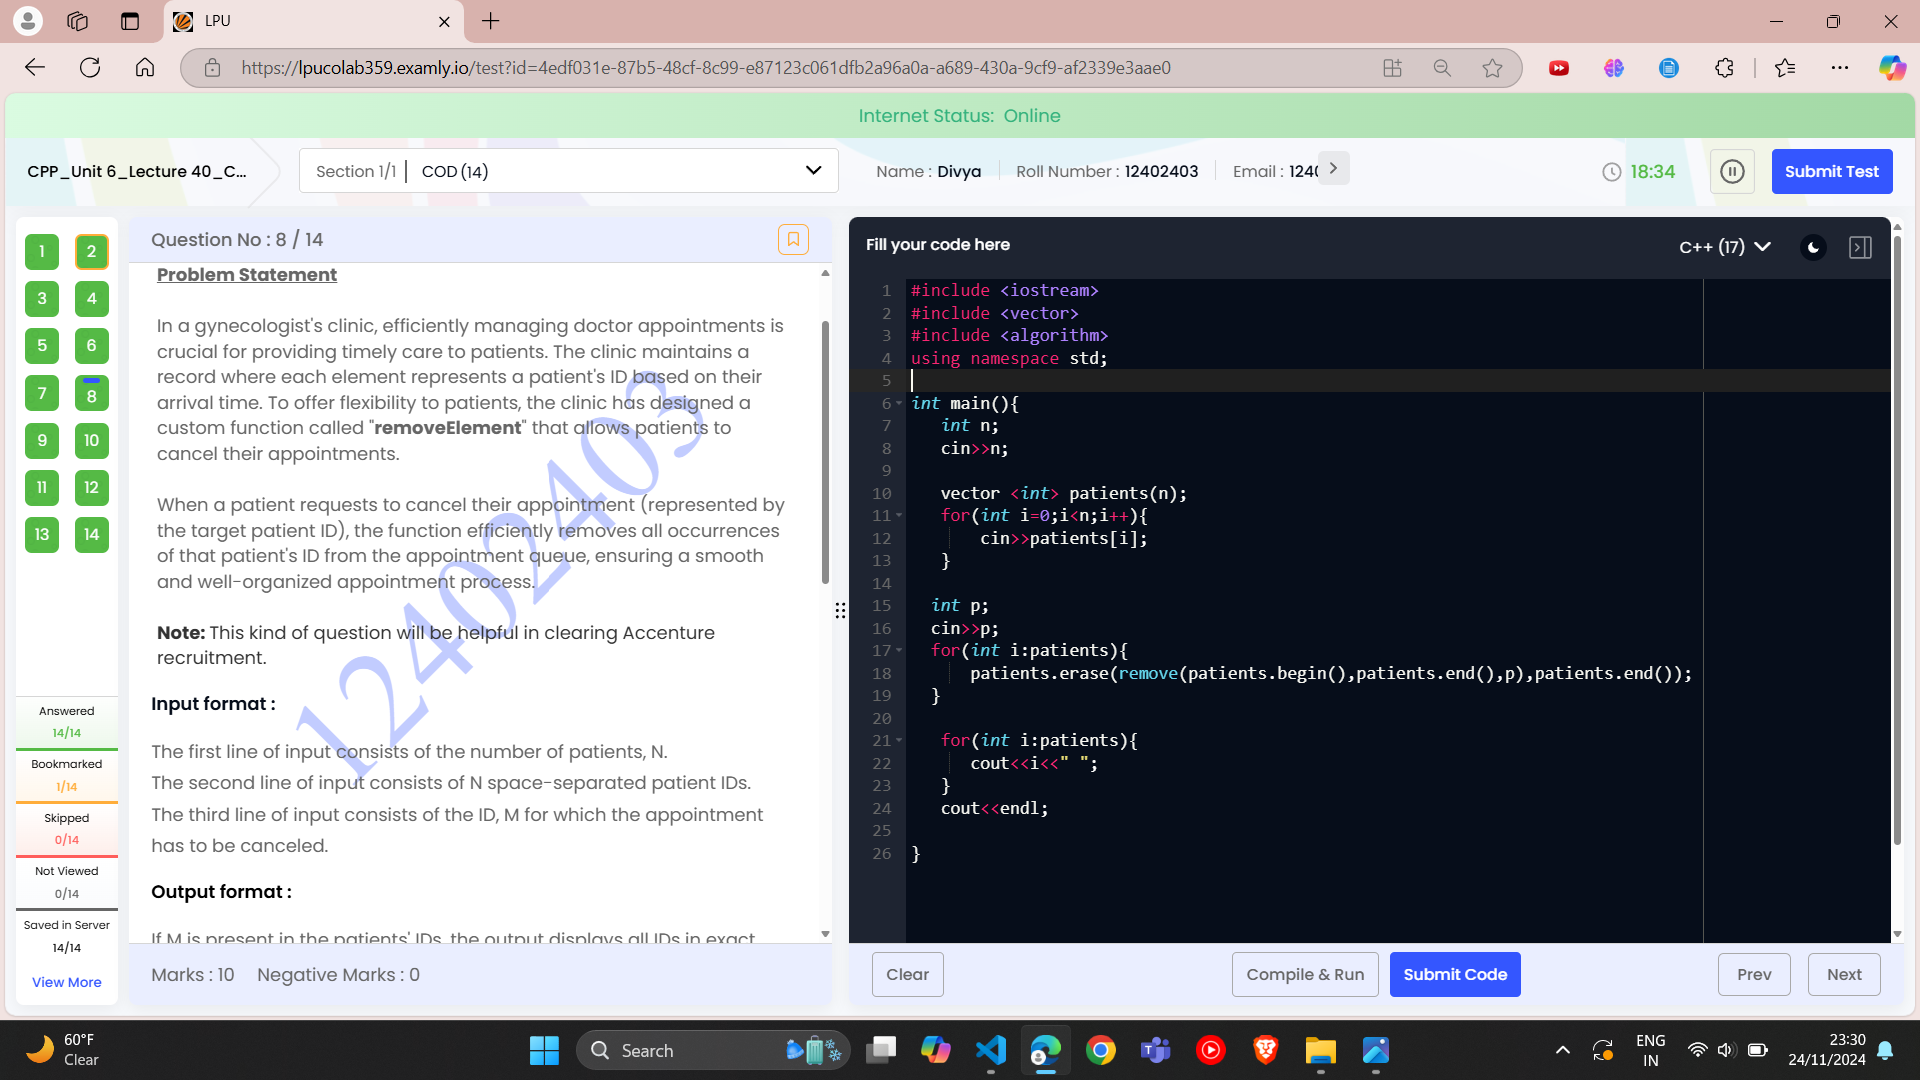 LPU
https://lpucolab359.examly.io/test?id=4edf031e-87b5-48cf-8c99-e87123c061dfb2a96a0a-a689-430a-9cf9-af2339e3aae0
Internet Status: Online
CPP_Unit 6_Lecture 40_C...
Section 1/1 | COD (14)
Name : Divya
Roll Number : 12402403
Email : 1240
18:34
Submit Test
1 2
3 4
5 6
7 8
9 10
11 12
13 14
Answered
14/14
Bookmarked
1/14
Skipped
0/14
Not Viewed
0/14
Saved in Server
14/14
View More
Question No : 8 / 14
Problem Statement
In a gynecologist's clinic, efficiently managing doctor appointments is
crucial for providing timely care to patients. The clinic maintains a
record where each element represents a patient's ID based on their
arrival time. To offer flexibility to patients, the clinic has designed a
custom function called "removeElement" that allows patients to
cancel their appointments.
When a patient requests to cancel their appointment (represented by
the target patient ID), the function efficiently removes all occurrences
of that patient's ID from the appointment queue, ensuring a smooth
and well-organized appointment process.
Note: This kind of question will be helpful in clearing Accenture
recruitment.
Input format :
The first line of input consists of the number of patients, N.
The second line of input consists of N space-separated patient IDs.
The third line of input consists of the ID, M for which the appointment
has to be canceled.
Output format :
If M is present in the patients' IDs, the output displays all IDs in exact
12402403
Marks : 10 Negative Marks : 0
Fill your code here
C++ (17)
1 #include <iostream>
2 #include <vector>
3 #include <algorithm>
4 using namespace std;
5
6 int main(){
7 int n;
8 cin>>n;
9
10 vector <int> patients(n);
11 for(int i=0;i<n;i++){
12 cin>>patients[i];
13 }
14
15 int p;
16 cin>>p;
17 for(int i:patients){
18 patients.erase(remove(patients.begin(),patients.end(),p),patients.end());
19 }
20
21 for(int i:patients){
22 cout<<i<<" ";
23 }
24 cout<<endl;
25
26 }
Clear
Compile & Run
Submit Code
Prev
Next
60°F
Clear
Search
ENG
IN
23:30
24/11/2024